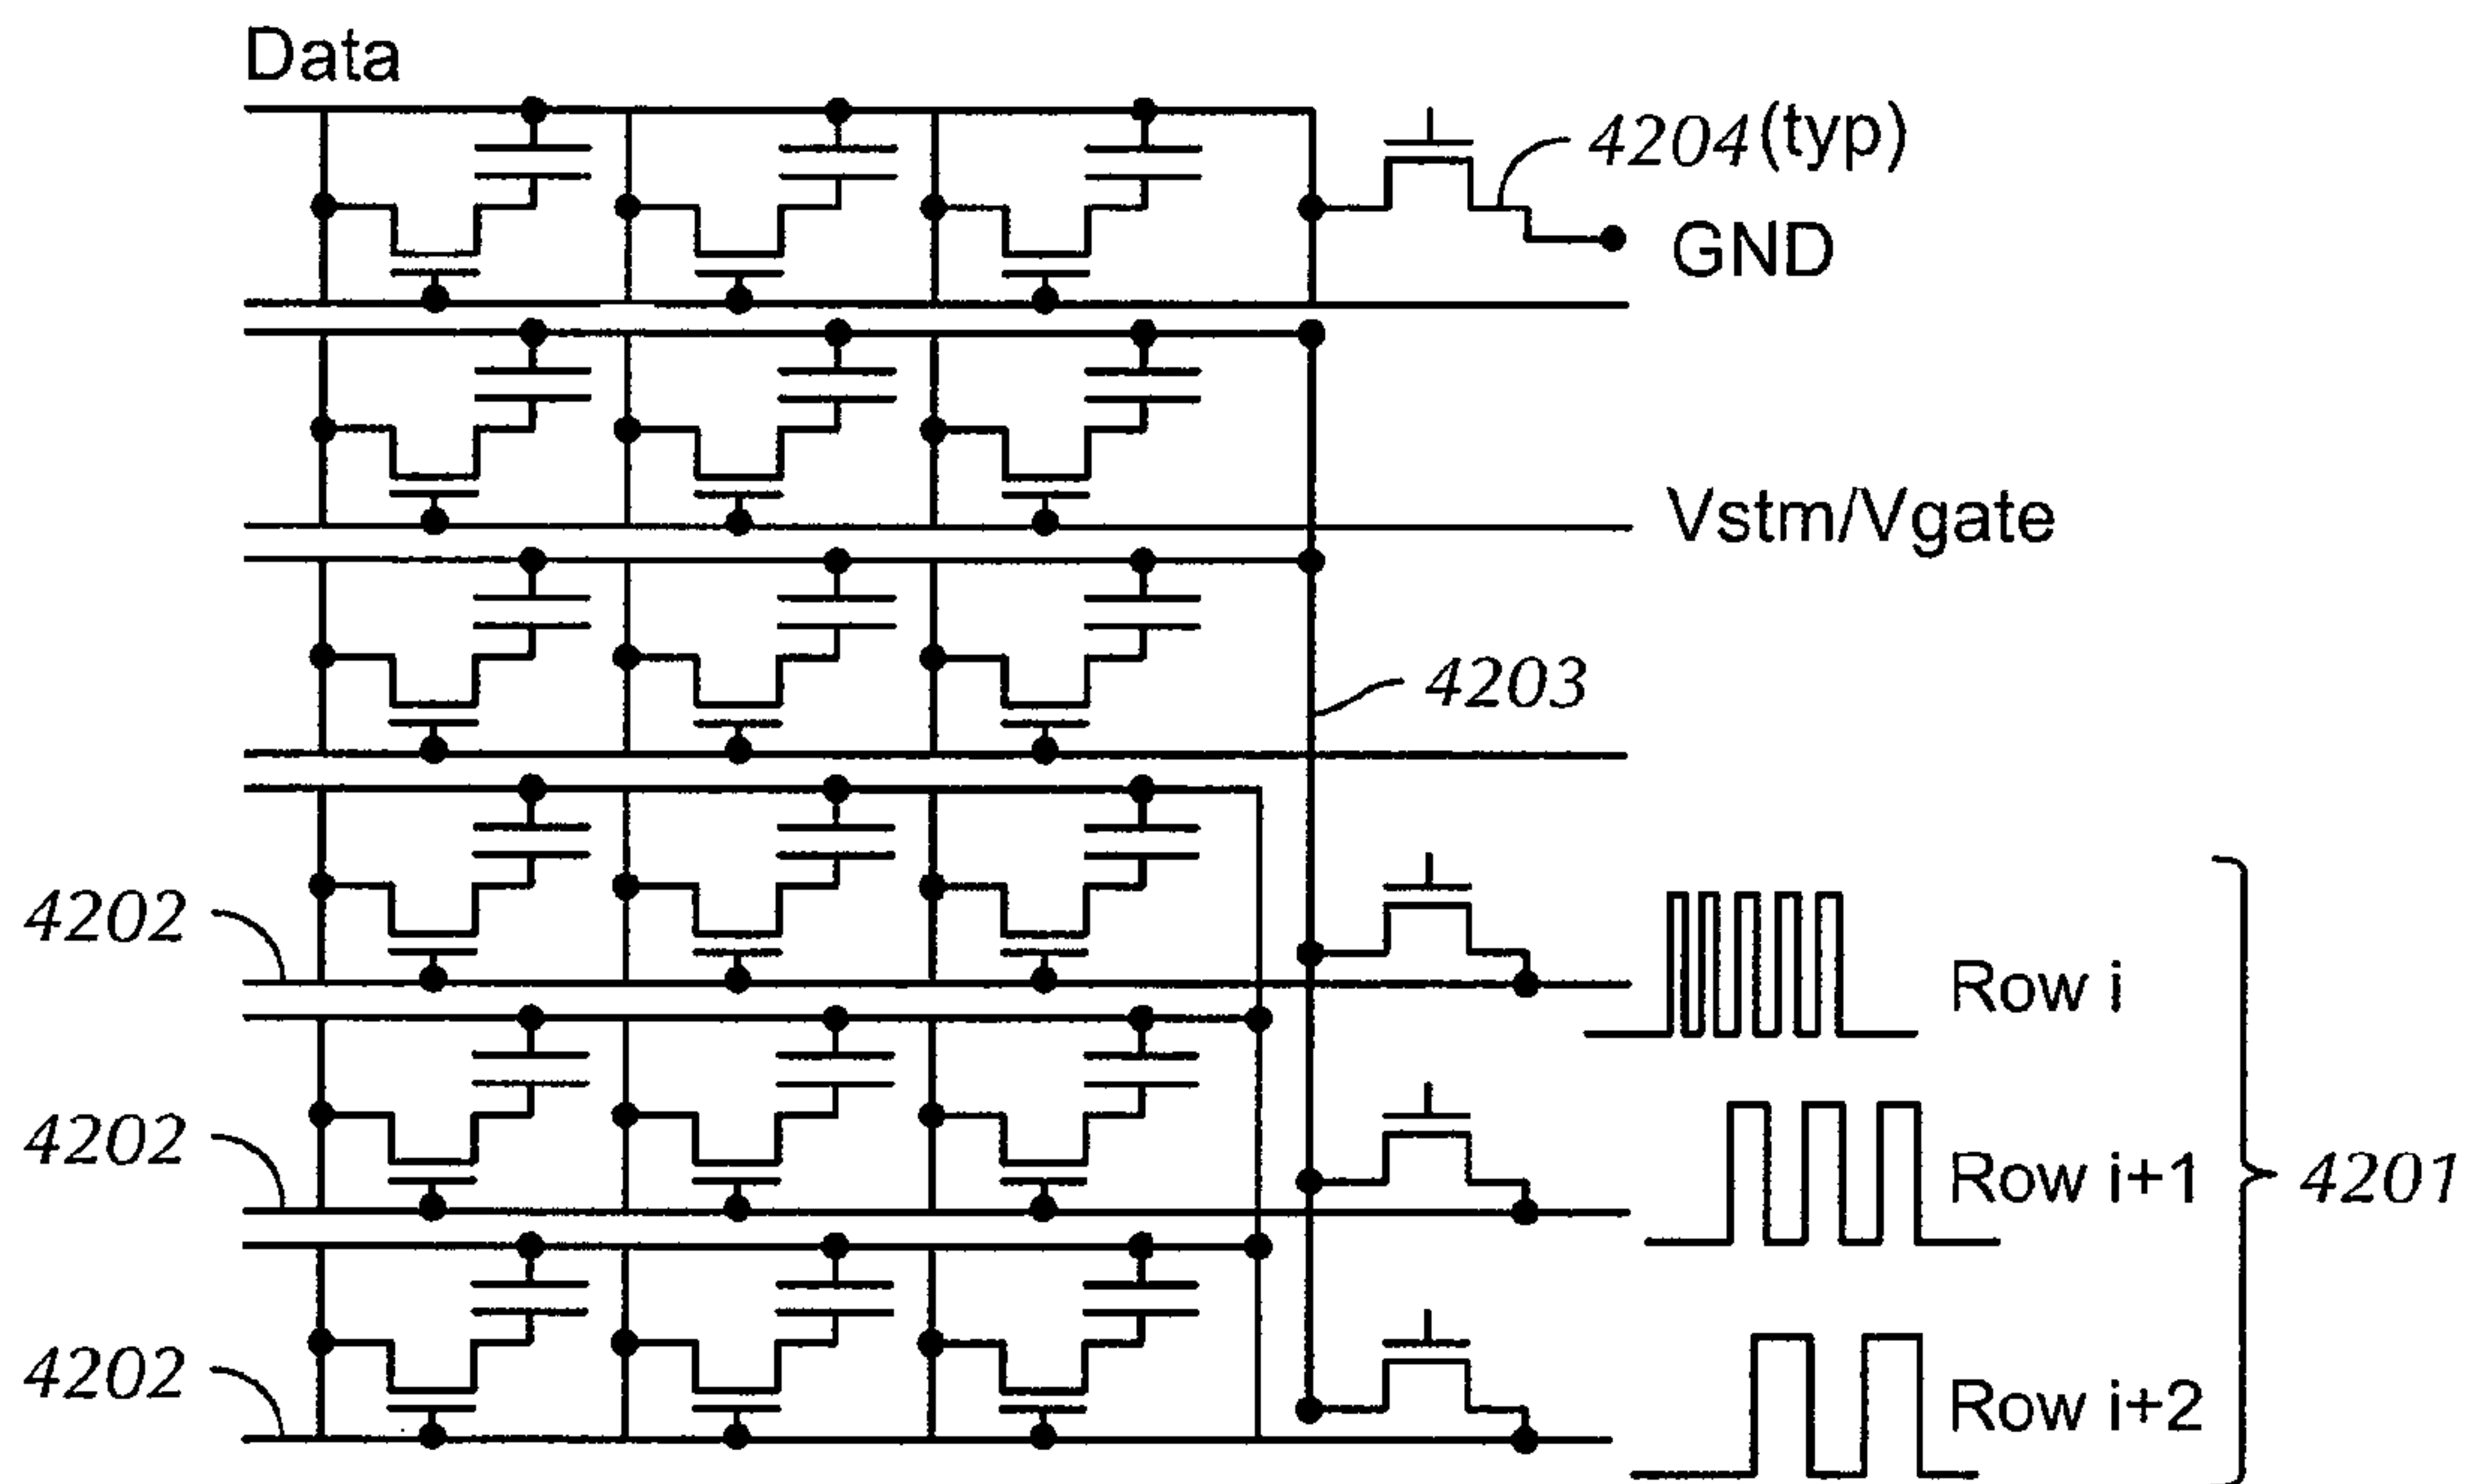 Data
4204 (typ)
GND
Vstm/Vgate
4203
4202
Row i
4202
Row i+1
4201
4202
Row i+2